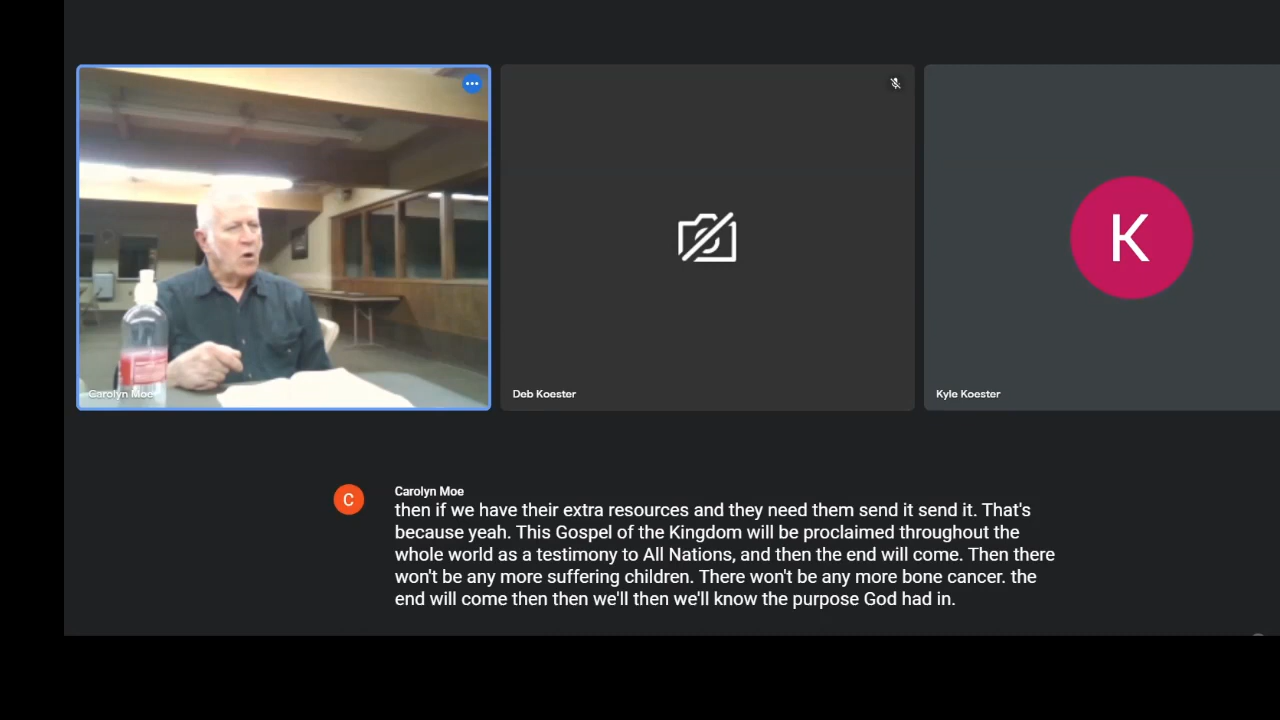 Carolyn Moe
Deb Koester
K
Kyle Koester
C
Carolyn Moe
then if we have their extra resources and they need them send it send it. That's
because yeah. This Gospel of the Kingdom will be proclaimed throughout the
whole world as a testimony to All Nations, and then the end will come. Then there
won't be any more suffering children. There won't be any more bone cancer. the
end will come then then we'll then we'll know the purpose God had in.